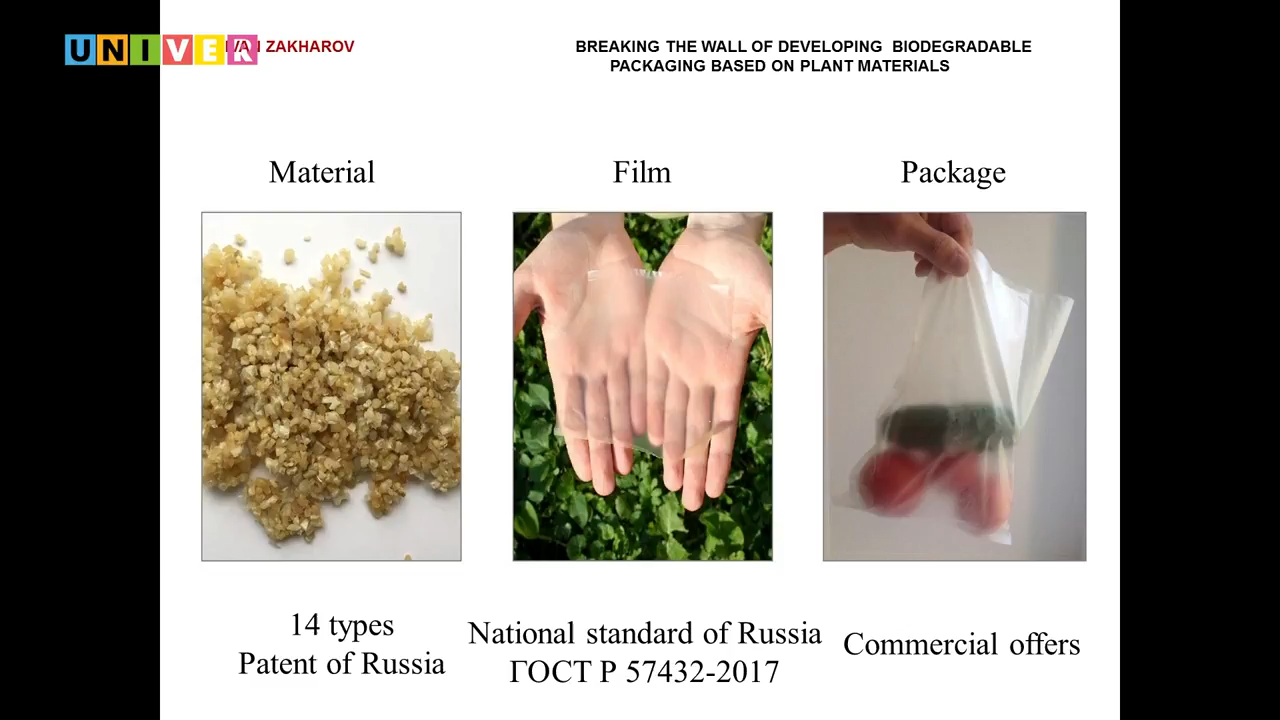 UNIVER
IVAN ZAKHAROV
BREAKING THE WALL OF DEVELOPING BIODEGRADABLE
PACKAGING BASED ON PLANT MATERIALS
Material
Film
Package
14 types
Patent of Russia
National standard of Russia
ГОСТ Р 57432-2017
Commercial offers